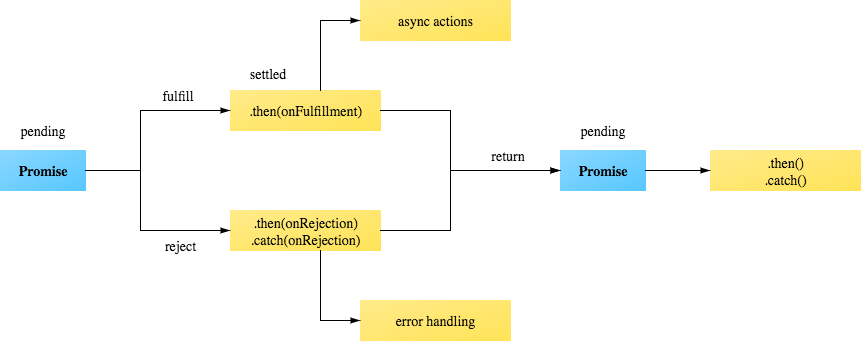 async actions
settled
fulfill
.then(onFulfillment)
pending
Promise
return
pending
Promise
.then()
.catch()
.then(onRejection)
.catch(onRejection)
reject
error handling